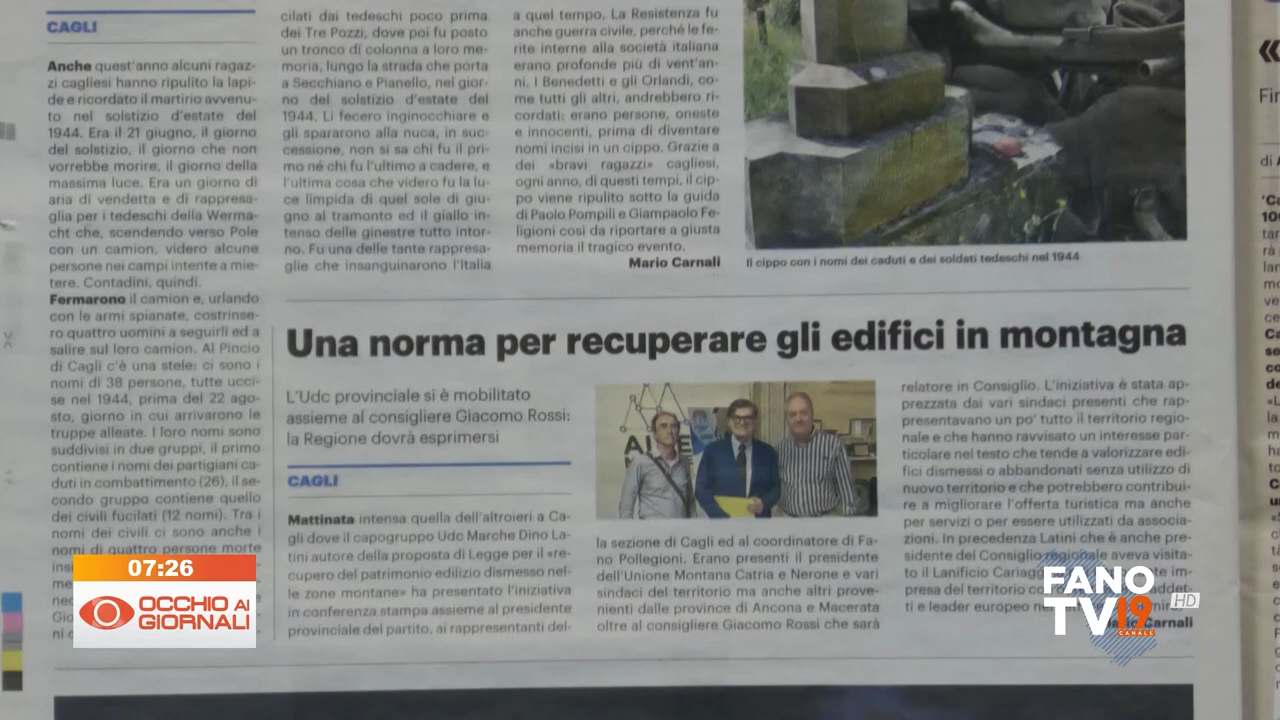 CAGLI
Anche quest'anno alcuni ragaz-
zi cagliesi hanno ripulito la lapi-
de e ricordato il martirio avvenu-
to nel solstizio d'estate del
1944. Era il 21 giugno, il giorno
del solstizio, il giorno che non
vorrebbe morire, il giorno della
massima luce. Era un giorno di
aria di vendetta e di rappresa-
glia per i tedeschi della Werma-
cht che, scendendo verso Pole
con un camion, videro alcune
persone nei campi intente a mie-
tere. Contadini, quindi.
Fermarono il camion e, urlando
con le armi spianate, costrinse-
ro quattro uomini a seguirli ed a
salire sul loro camion. Al Pincio
di Cagli c'è una stele: ci sono i
nomi di 38 persone, tutte ucci-
se nel 1944, prima del 22 ago-
sto, giorno in cui arrivarono le
truppe alleate. I loro nomi sono
suddivisi in due gruppi, il primo
contiene i nomi dei partigiani ca-
duti in combattimento (26), il se-
condo gruppo contiene quello
dei civili fucilati (12 nomi). Tra i
nomi dei civili ci sono anche i
nomi di quattro persone morte
cilati dai tedeschi poco prima
dei Tre Pozzi, dove poi fu posto
un tronco di colonna a loro me-
moria, lungo la strada che porta
a Secchiano e Pianello, nel gior-
no del solstizio d'estate del
1944. Li fecero inginocchiare e
gli spararono alla nuca, in suc-
cessione, non si sa chi fu il pri-
mo né chi fu l'ultimo a cadere, e
l'ultima cosa che videro fu la lu-
ce limpida di quel sole di giu-
gno al tramonto ed il giallo in-
tenso delle ginestre tutto intor-
no. Fu una delle tante rappresa-
glie che insanguinarono l'Italia
a quel tempo. La Resistenza fu
anche guerra civile, perché le fe-
rite interne alla società italiana
erano profonde più di vent'an-
ni. I Benedetti e gli Orlandi, co-
me tutti gli altri, andrebbero ri-
cordati: erano persone, oneste
e innocenti, prima di diventare
nomi incisi in un cippo. Grazie a
dei «bravi ragazzi» cagliesi,
ogni anno, di questi tempi, il cip-
po viene ripulito sotto la guida
di Paolo Pompili e Giampaolo Fe-
ligioni così da riportare a giusta
memoria il tragico evento.
Mario Carnali
Il cippo con i nomi dei caduti e dei soldati tedeschi nel 1944
Una norma per recuperare gli edifici in montagna
L'Udc provinciale si è mobilitato
assieme al consigliere Giacomo Rossi:
la Regione dovrà esprimersi
CAGLI
Mattinata intensa quella dell'altroieri a Ca-
gli dove il capogruppo Udc Marche Dino La-
tini autore della proposta di Legge per il «re-
cupero del patrimonio edilizio dismesso nel-
le zone montane» ha presentato l'iniziativa
in conferenza stampa assieme al presidente
provinciale del partito, ai rappresentanti del-
la sezione di Cagli ed al coordinatore di Fa-
no Pollegioni. Erano presenti il presidente
dell'Unione Montana Catria e Nerone e vari
sindaci del territorio ma anche altri prove-
nienti dalle province di Ancona e Macerata
oltre al consigliere Giacomo Rossi che sarà
relatore in Consiglio. L'iniziativa è stata ap-
prezzata dai vari sindaci presenti che rap-
presentavano un po' tutto il territorio regio-
nale e che hanno ravvisato un interesse par-
ticolare nel testo che tende a valorizzare edi-
fici dismessi o abbandonati senza utilizzo di
nuovo territorio e che potrebbero contribui-
re a migliorare l'offerta turistica ma anche
per servizi o per essere utilizzati da associa-
zioni. In precedenza Latini che è anche pre-
sidente del Consiglio regionale aveva visita-
to il Lanificio Cariagg te im-
presa del territorio co addet-
ti e leader europeo n
Carnali
07:26
OCCHIO AI
GIORNALI
FANO
TV 19
CANALE
HD